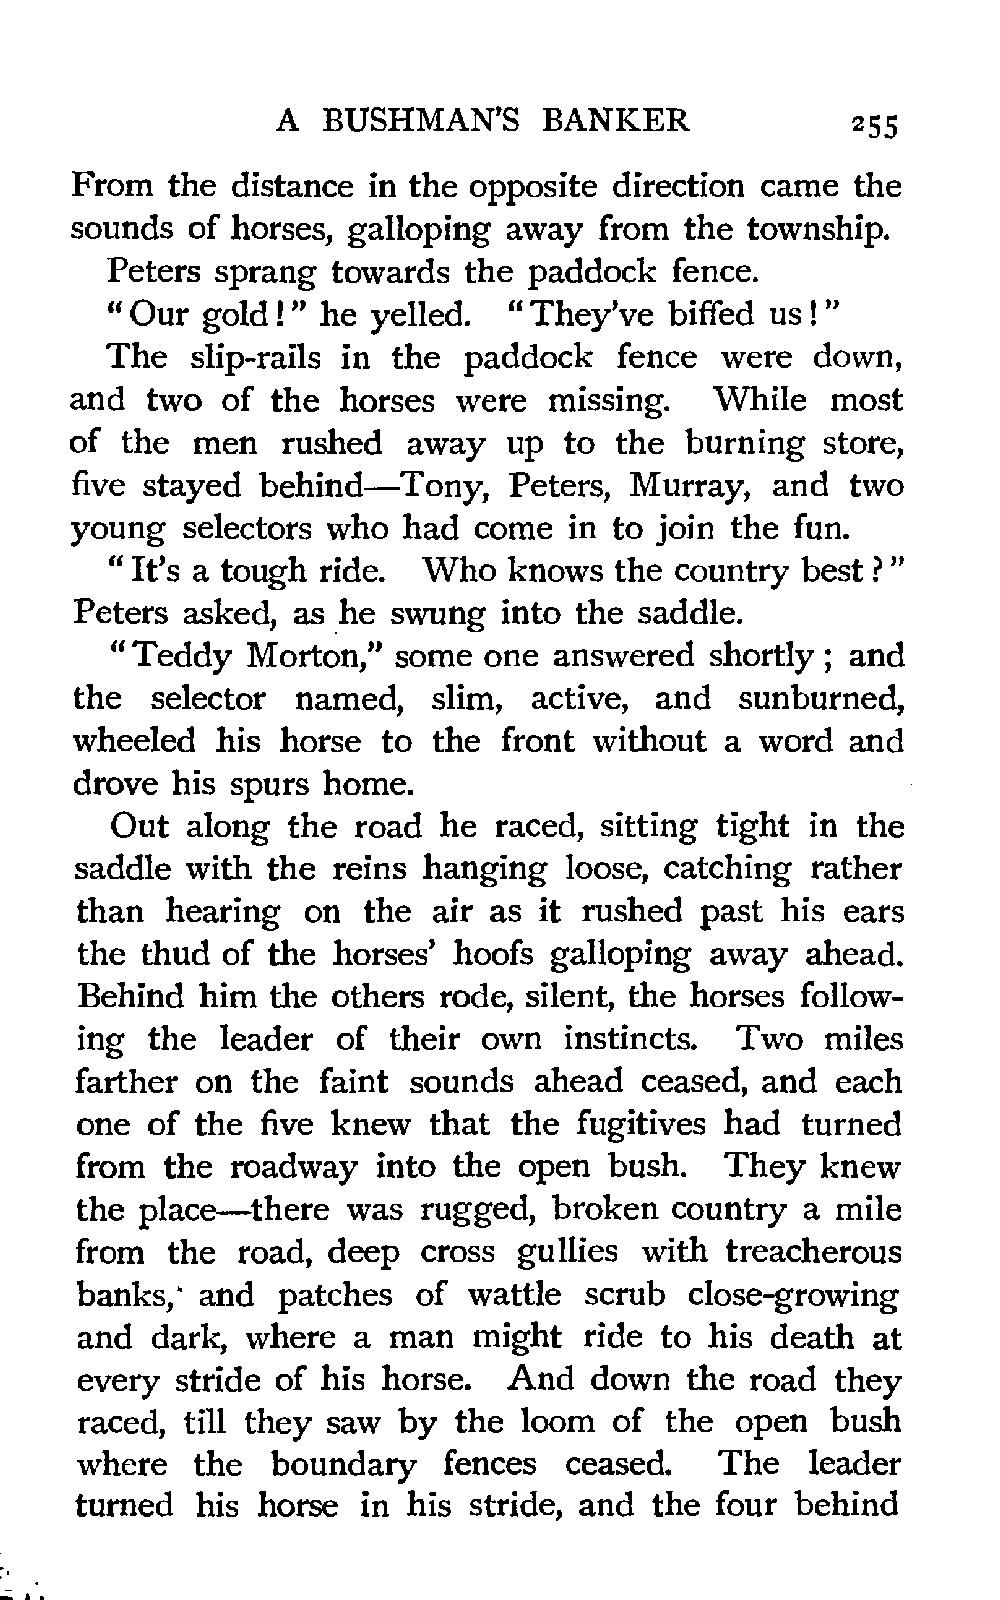 A BUSHMAN'S BANKER 255
From the distance in the opposite direction came the
sounds of horses, galloping away from the township.
Peters sprang towards the paddock fence.
"Our gold!" he yelled. "They've biffed us!"
The slip-rails in the paddock fence were down,
and two of the horses were missing. While most
of the men rushed away up to the burning store,
five stayed behind—Tony, Peters, Murray, and two
young selectors who had come in to join the fun.
"It's a tough ride. Who knows the country best?"
Peters asked, as he swung into the saddle.
"Teddy Morton," some one answered shortly; and
the selector named, slim, active, and sunburned,
wheeled his horse to the front without a word and
drove his spurs home.
Out along the road he raced, sitting tight in the
saddle with the reins hanging loose, catching rather
than hearing on the air as it rushed past his ears
the thud of the horses' hoofs galloping away ahead.
Behind him the others rode, silent, the horses follow-
ing the leader of their own instincts. Two miles
farther on the faint sounds ahead ceased, and each
one of the five knew that the fugitives had turned
from the roadway into the open bush. They knew
the place—there was rugged, broken country a mile
from the road, deep cross gullies with treacherous
banks, and patches of wattle scrub close-growing
and dark, where a man might ride to his death at
every stride of his horse. And down the road they
raced, till they saw by the loom of the open bush
where the boundary fences ceased. The leader
turned his horse in his stride, and the four behind